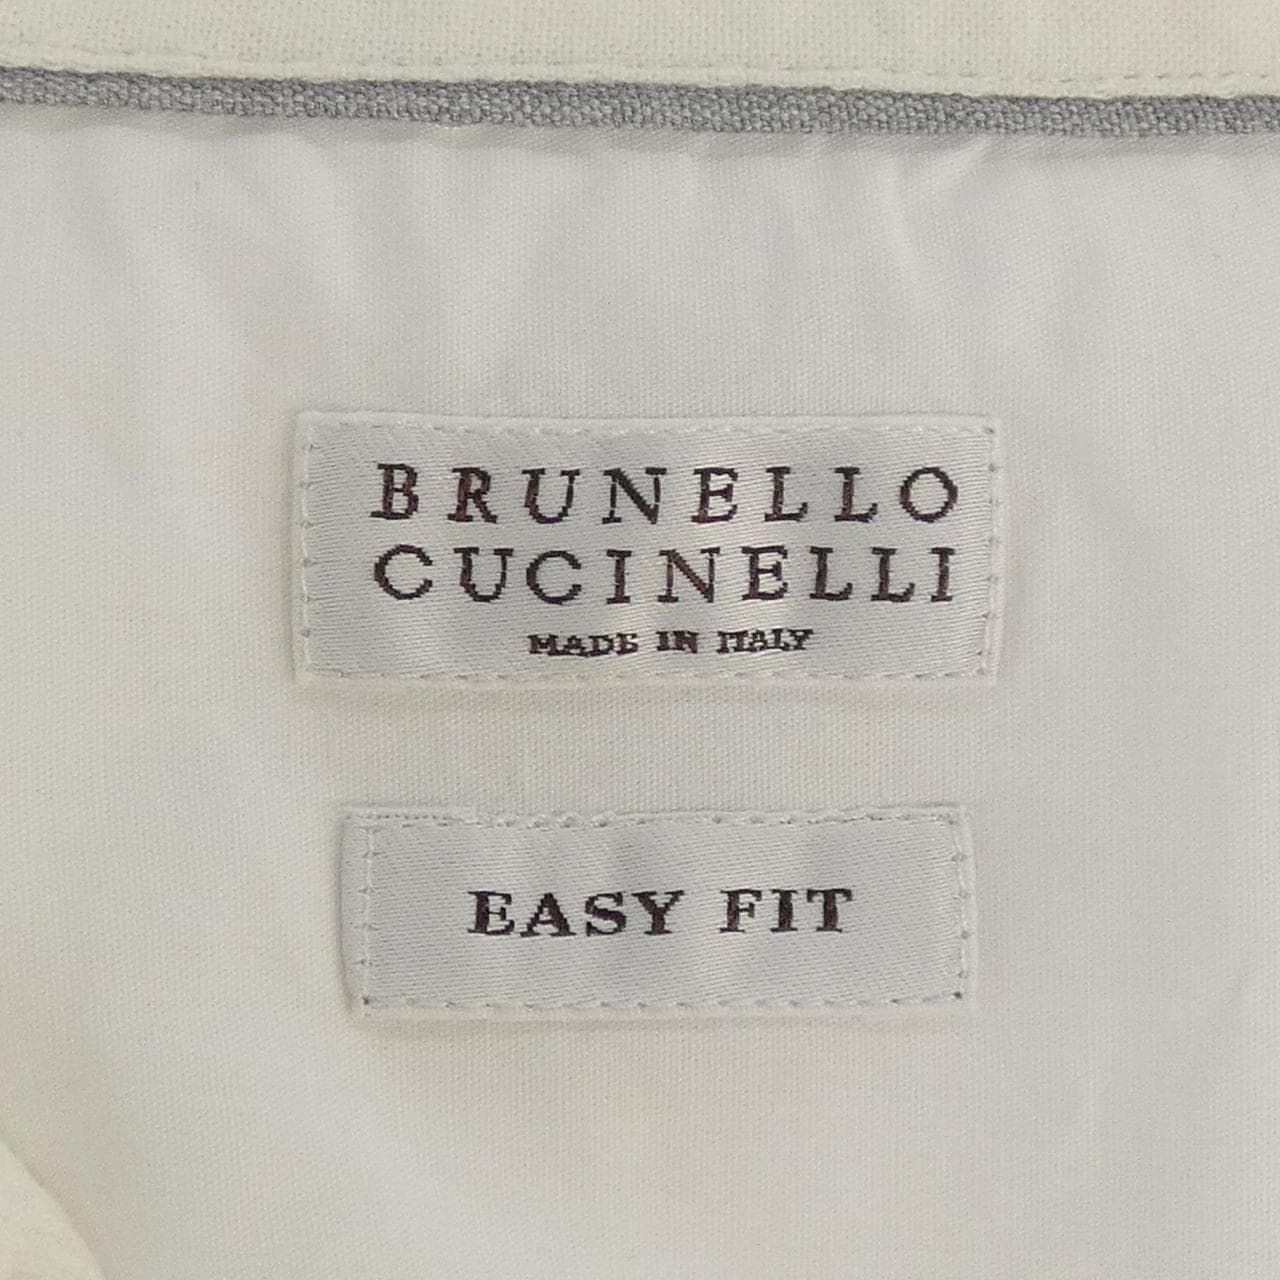 BRUNELLO
CUCINELLI
MADE IN ITALY
EASY FIT